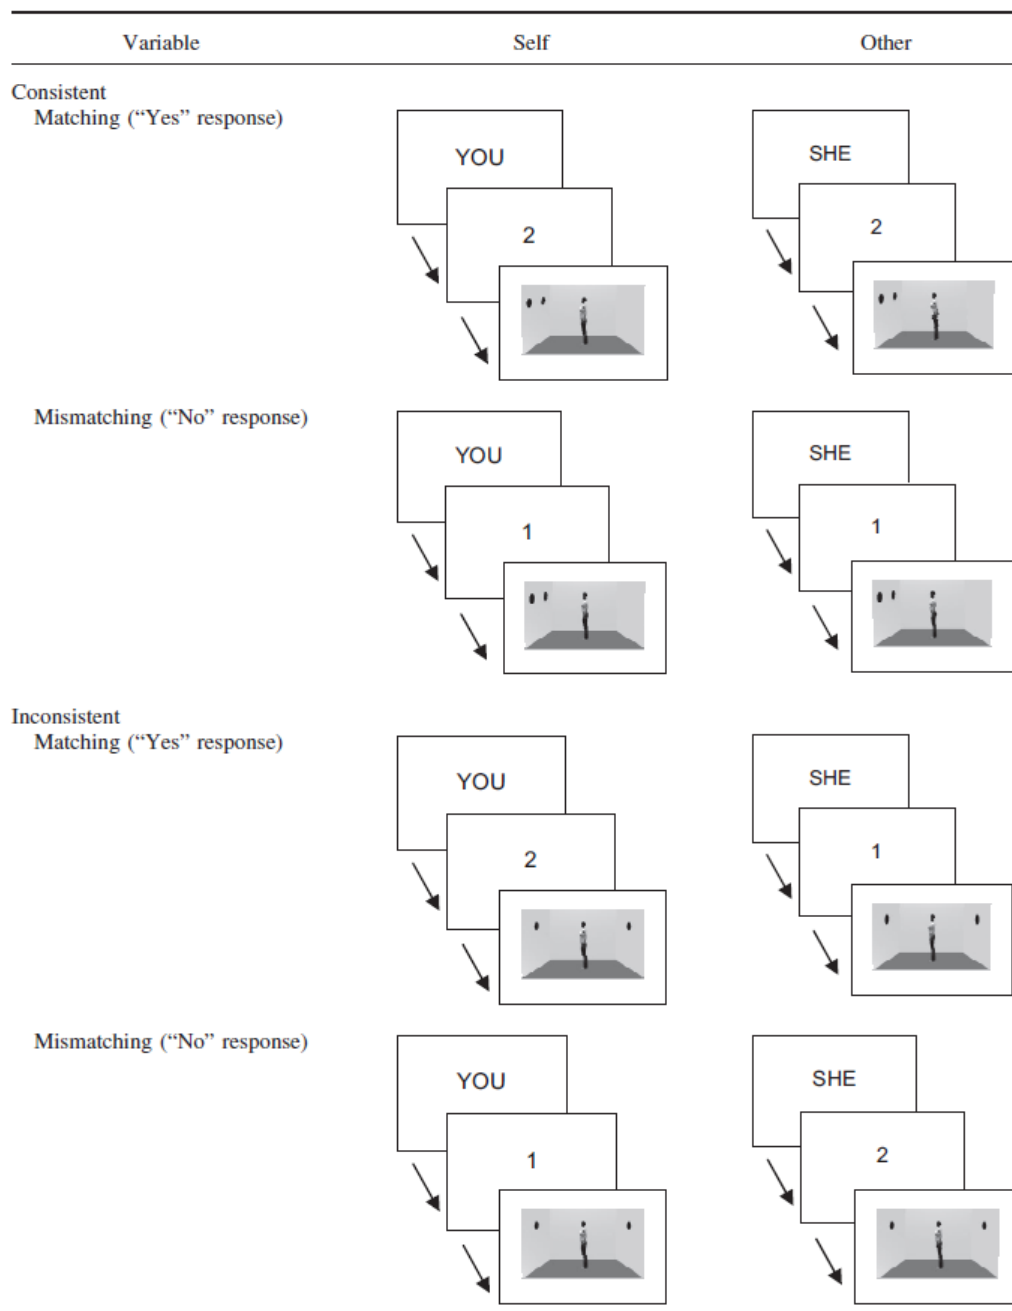 Variable Self Other
Consistent
Matching (“Yes” response)
YOU SHE
2 2
Mismatching (“No” response)
YOU SHE
1 1
Inconsistent
Matching (“Yes” response)
YOU SHE
2 1
Mismatching (“No” response)
YOU SHE
1 2